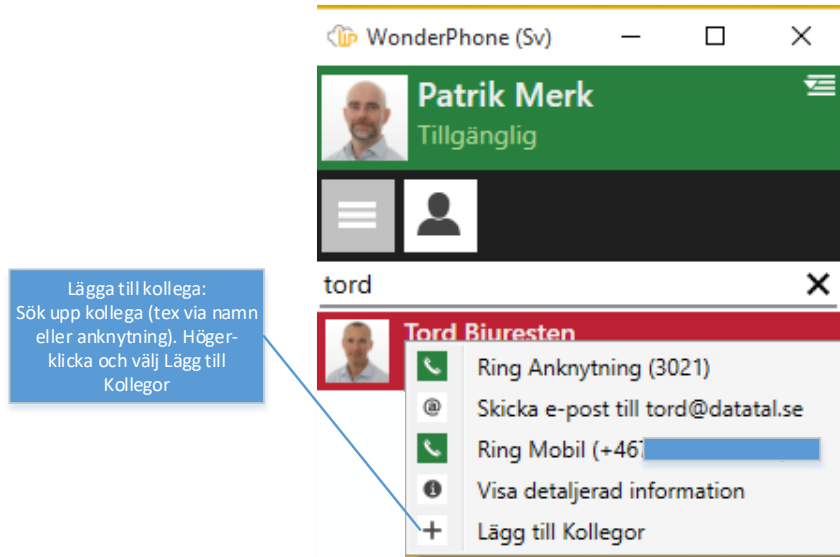 WonderPhone (Sv)
Patrik Merk
Tillgänglig
tord
Tord Bjuresten
Ring Anknytning (3021)
Skicka e-post till tord@datatal.se
Ring Mobil (+467
Visa detaljerad information
Lägg till Kollegor
Lägga till kollega:
Sök upp kollega (tex via namn
eller anknytning). Höger-
klicka och välj Lägg till
Kollegor